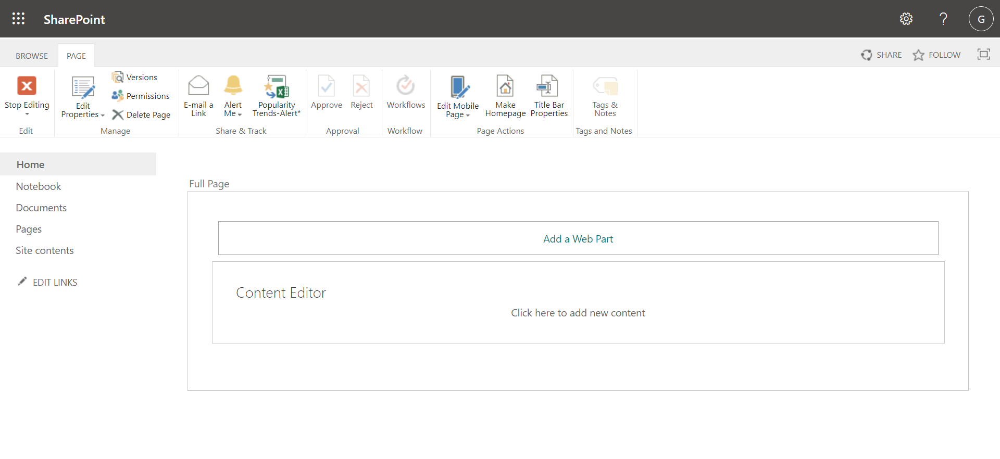 SharePoint
G
BROWSE
PAGE
SHARE
FOLLOW
Stop Editing
Edit
Edit
Properties
Versions
Permissions
Delete Page
Manage
E-mail a
Link
Alert
Me
Popularity
Trends-Alert*
Share & Track
Approve
Reject
Approval
Workflows
Workflow
Edit Mobile
Page
Make
Homepage
Title Bar
Properties
Page Actions
Tags &
Notes
Tags and Notes
Home
Notebook
Documents
Pages
Site contents
EDIT LINKS
Full Page
Add a Web Part
Content Editor
Click here to add new content